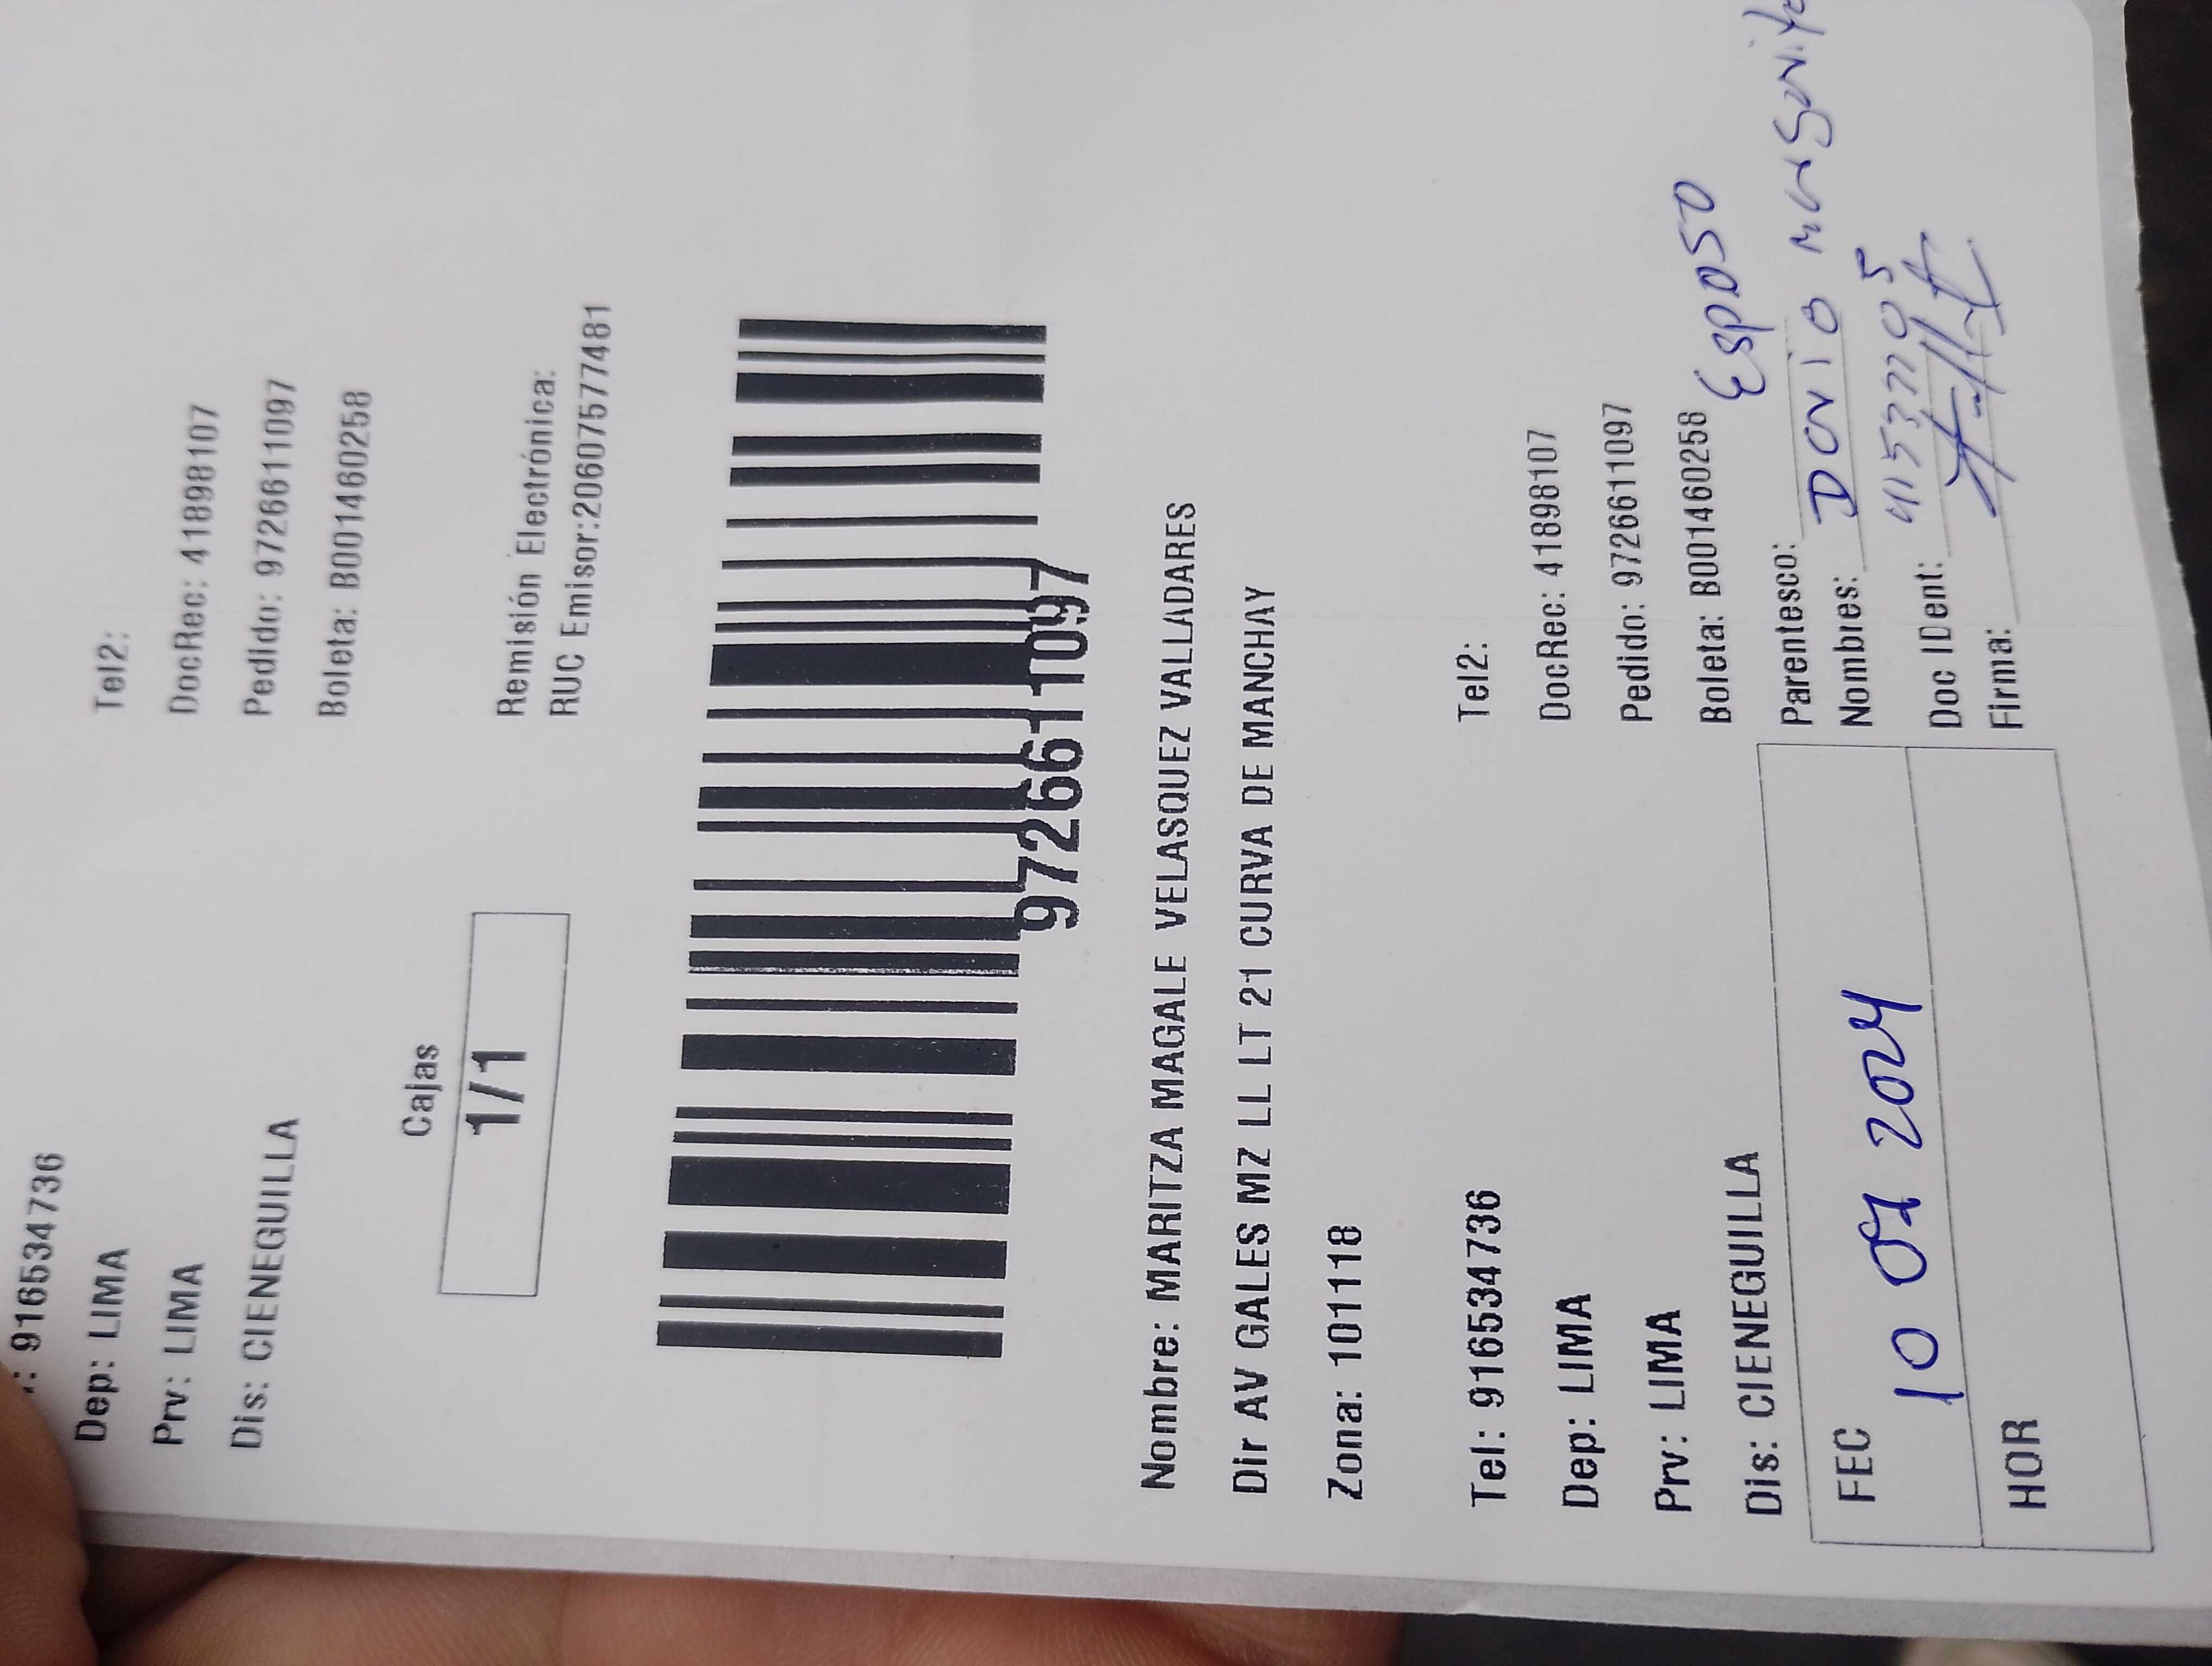 : 916534736
Tel2:
Dep: LIMA
DocRec: 41898107
Prv: LIMA
Pedido: 9726611097
Dis: CIENEGUILLA
Boleta: B001460258
Cajas
1/1
Remisión Electrónica:
RUC Emisor:20607577481
9726611097
Nombre: MARITZA MAGALE VELASQUEZ VALLADARES
Dir AV GALES MZ LL LT 21 CURVA DE MANCHAY
Zona: 101118
Tel: 916534736
Tel2:
Dep: LIMA
DocRec: 41898107
Prv: LIMA
Pedido: 9726611097
Dis: CIENEGUILLA
Boleta: B001460258
FEC 10 02 2024
HOR
Parentesco: Esposo
Nombres: Davi
Doc IDent:
Firma: